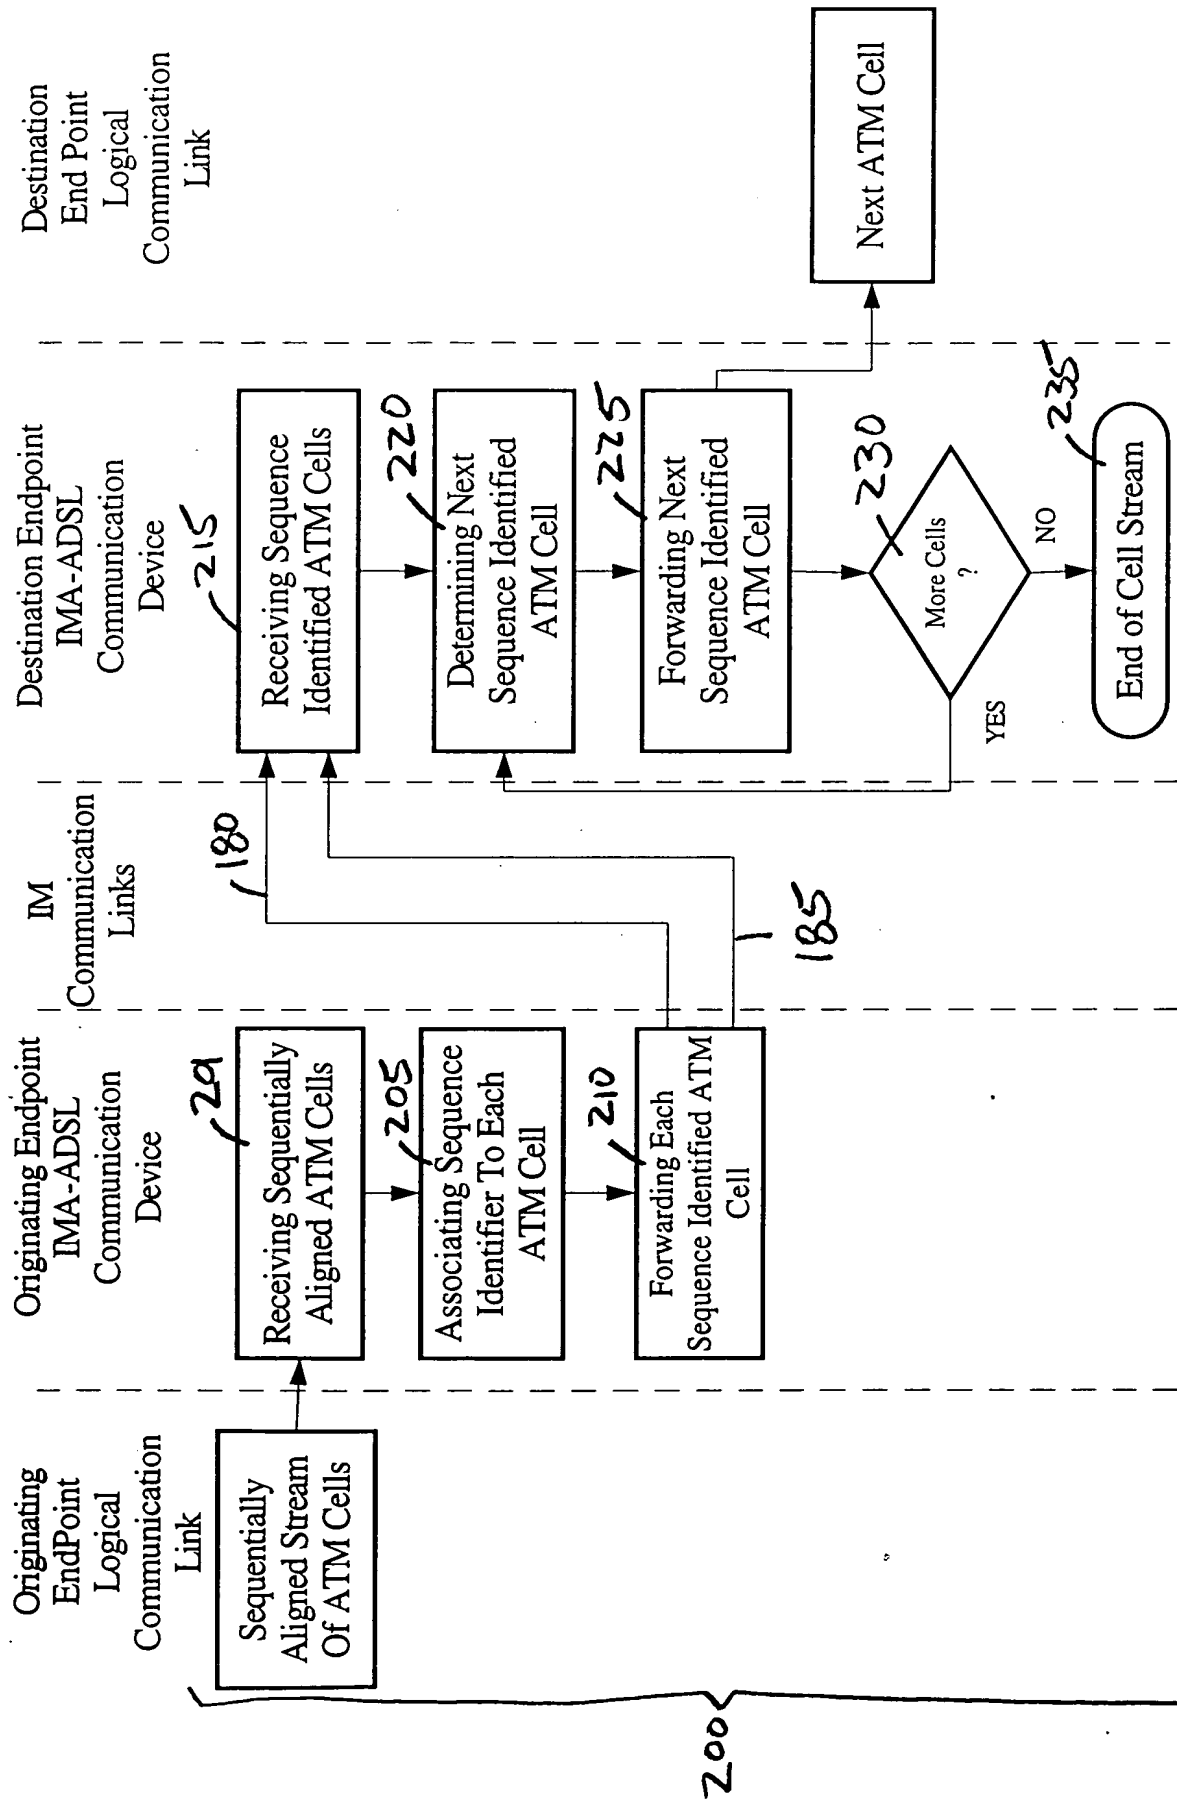 Originating
EndPoint
Logical
Communication
Link
Originating Endpoint
IMA-ADSL
Communication
Device
IM
Communication
Links
Destination Endpoint
IMA-ADSL
Communication
Device
Destination
End Point
Logical
Communication
Link
Sequentially
Aligned Stream
Of ATM Cells
201
Receiving Sequentially
Aligned ATM Cells
205
Associating Sequence
Identifier To Each
ATM Cell
210
Forwarding Each
Sequence Identified ATM
Cell
180
185
215
Receiving Sequence
Identified ATM Cells
220
Determining Next
Sequence Identified
ATM Cell
225
Forwarding Next
Sequence Identified
ATM Cell
Next ATM Cell
230
More Cells
?
YES
NO
235
End of Cell Stream
200